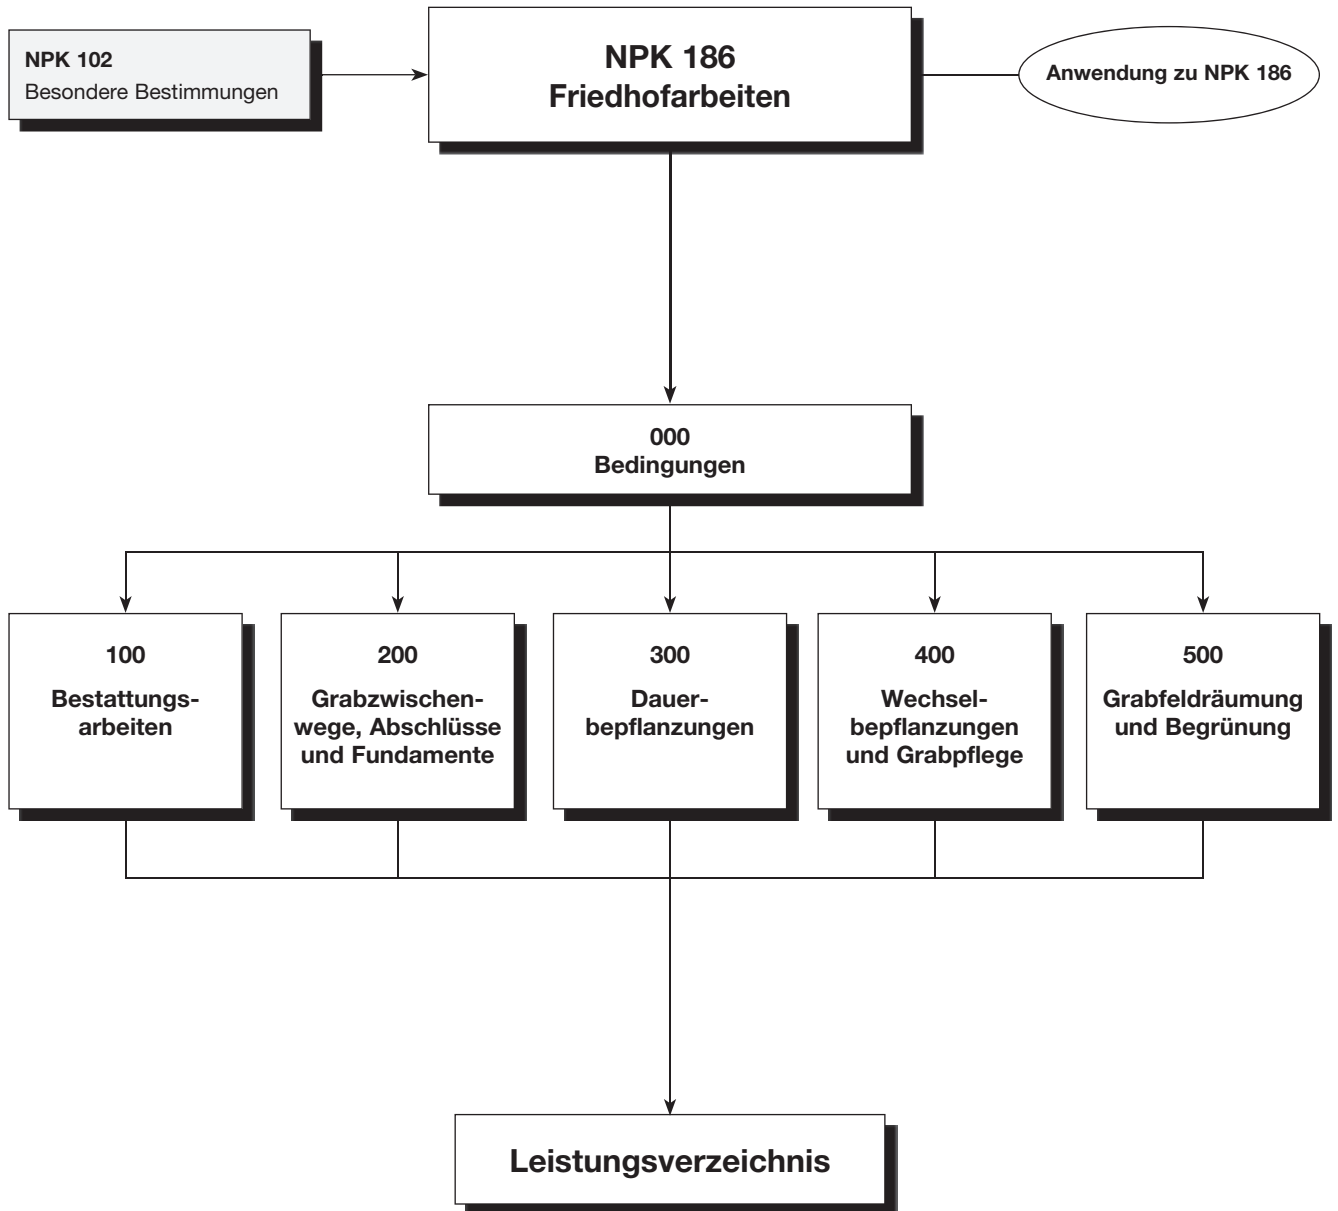 NPK 102
Besondere Bestimmungen
NPK 186
Friedhofarbeiten
Anwendung zu NPK 186
000
Bedingungen
100
Bestattungs-
arbeiten
200
Grabzwischen-
wege, Abschlüsse
und Fundamente
300
Dauer-
bepflanzungen
400
Wechsel-
bepflanzungen
und Grabpflege
500
Grabfeldräumung
und Begrünung
Leistungsverzeichnis